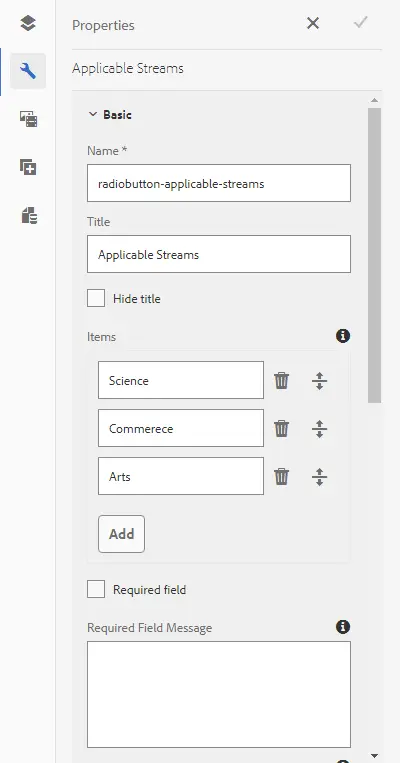 Properties
Applicable Streams
Basic
Name *
radiobutton-applicable-streams
Title
Applicable Streams
Hide title
Items
Science
Commerece
Arts
Add
Required field
Required Field Message